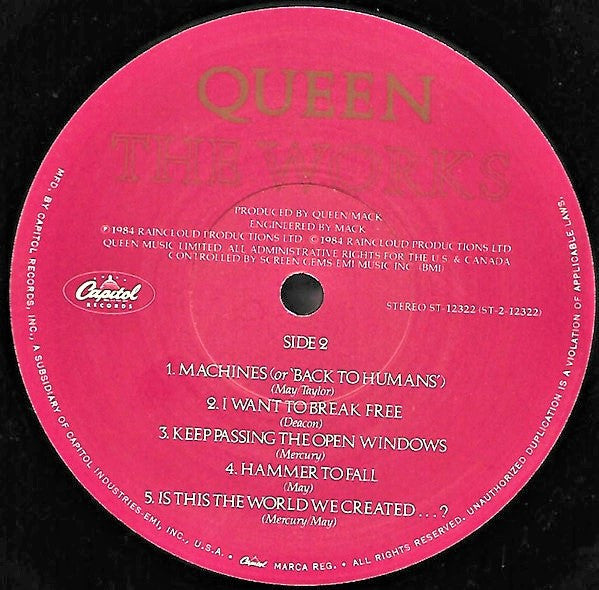 QUEEN
THE WORKS
PRODUCED BY QUEEN/MACK
ENGINEERED BY MACK
℗ 1984 RAINCLOUD PRODUCTIONS LTD © 1984 RAINCLOUD PRODUCTIONS LTD
QUEEN MUSIC LIMITED. ALL ADMINISTRATIVE RIGHTS FOR THE U.S. & CANADA
CONTROLLED BY SCREEN GEMS-EMI MUSIC INC. (BMI)
Capitol
RECORDS
STEREO ST-12322 (ST-2-12322)
SIDE 2
1. MACHINES (or 'BACK TO HUMANS')
(May/Taylor)
2. I WANT TO BREAK FREE
(Deacon)
3. KEEP PASSING THE OPEN WINDOWS
(Mercury)
4. HAMMER TO FALL
(May)
5. IS THIS THE WORLD WE CREATED . . . ?
(Mercury/May)
MFD. BY CAPITOL RECORDS, INC., A SUBSIDIARY OF CAPITOL INDUSTRIES-EMI, INC., U.S.A. • Capitol MARCA REG. • ALL RIGHTS RESERVED. UNAUTHORIZED DUPLICATION IS A VIOLATION OF APPLICABLE LAWS.